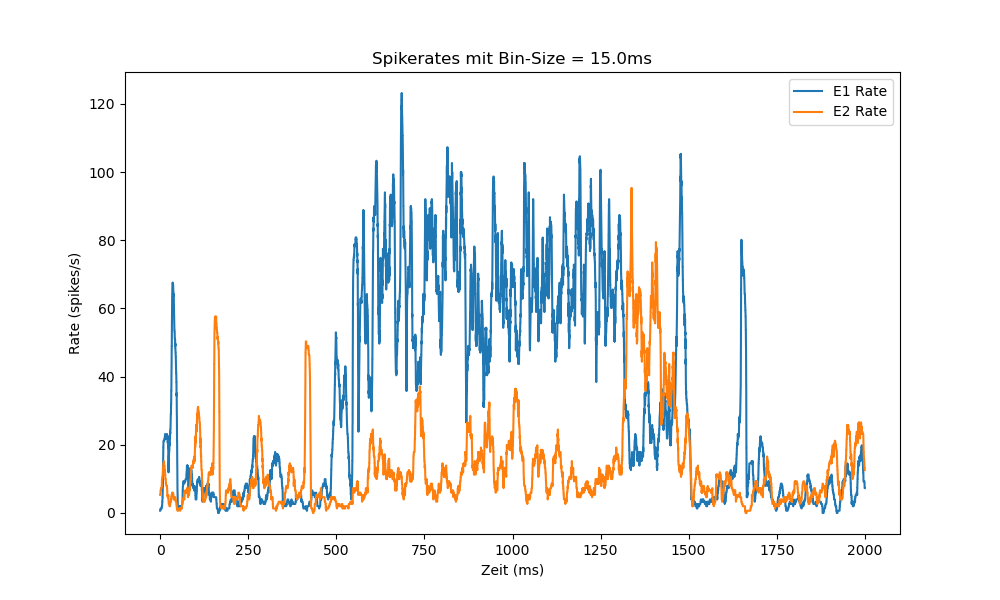 Spikerates mit Bin-Size = 15.0ms
E1 Rate
E2 Rate
Rate (spikes/s)
120
100
80
60
40
20
0
0 250 500 750 1000 1250 1500 1750 2000
Zeit (ms)